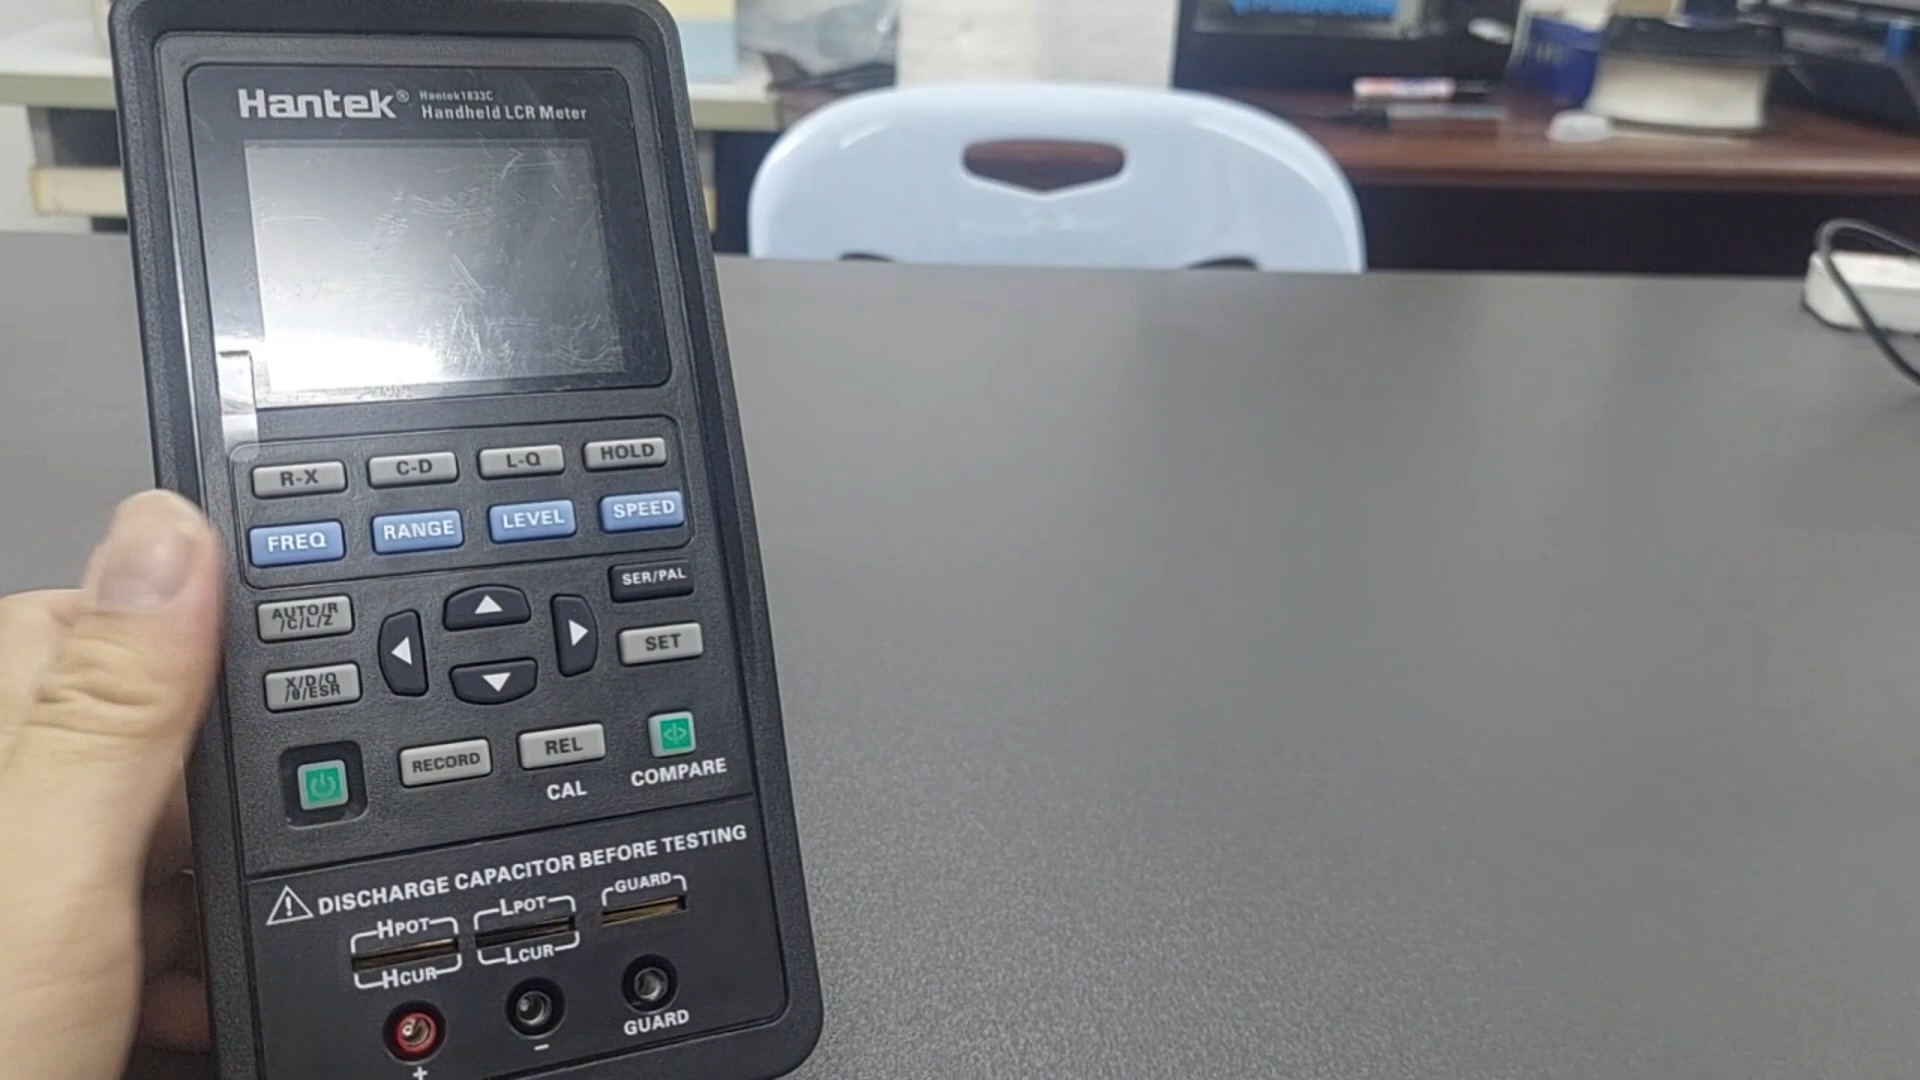 Hantek® Hantek1833C
Handheld LCR Meter
R-X C-D L-Q HOLD
FREQ RANGE LEVEL SPEED
AUTO/R
/C/L/Z
SER/PAL
X/D/Q
/θ/ESR
SET
RECORD REL
CAL COMPARE
DISCHARGE CAPACITOR BEFORE TESTING
HPOT LPOT GUARD
HCUR LCUR
GUARD
+ −